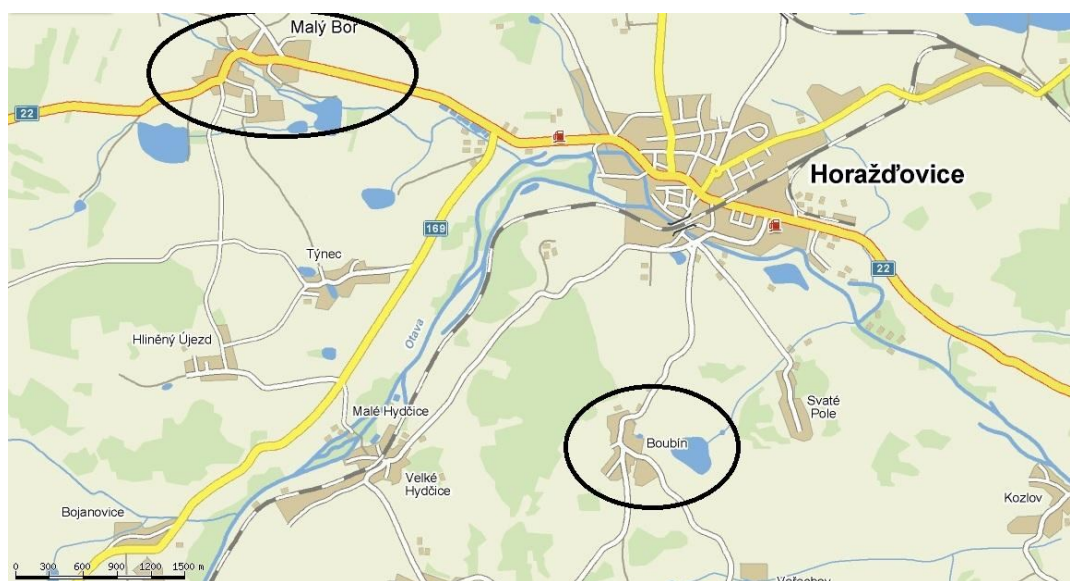 Malý Bor
22
Horažďovice
169
Týnec
22
Otava
Hliněný Újezd
Malé Hydčice
Svaté
Pole
Boubín
Velké
Hydčice
Kozlov
Bojanovice
0 300 600 900 1200 1500 m